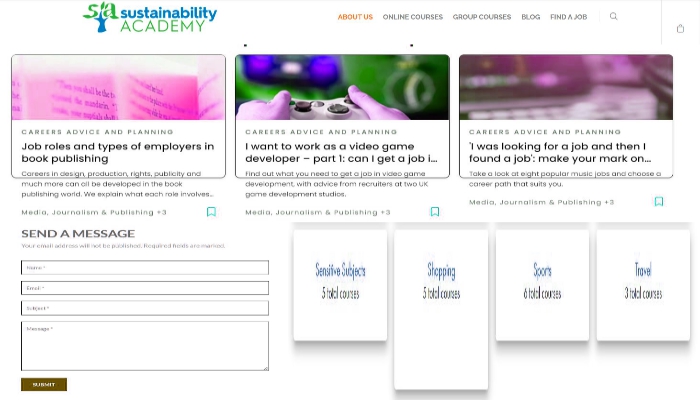 sa sustainability
ACADEMY
ABOUT US ONLINE COURSES GROUP COURSES BLOG FIND A JOB
CAREERS ADVICE AND PLANNING
Job roles and types of employers in
book publishing
Careers in design, production, rights, publicity and
much more can all be developed in the book
publishing world. We explain what each role involves...
Media, Journalism & Publishing +3
CAREERS ADVICE AND PLANNING
I want to work as a video game
developer – part 1: can I get a job i...
Find out what you need to get a job in video game
development, with advice from recruiters at two UK
game development studios.
Media, Journalism & Publishing +3
CAREERS ADVICE AND PLANNING
'I was looking for a job and then I
found a job': make your mark on...
Take a look at eight popular music jobs and choose a
career path that suits you.
Media, Journalism & Publishing +3
SEND A MESSAGE
Your email address will not be published. Required fields are marked.
Name *
Email *
Subject *
Message *
SUBMIT
Sensitive Subjects
5 total courses
Shopping
5 total courses
Sports
6 total courses
Travel
3 total courses